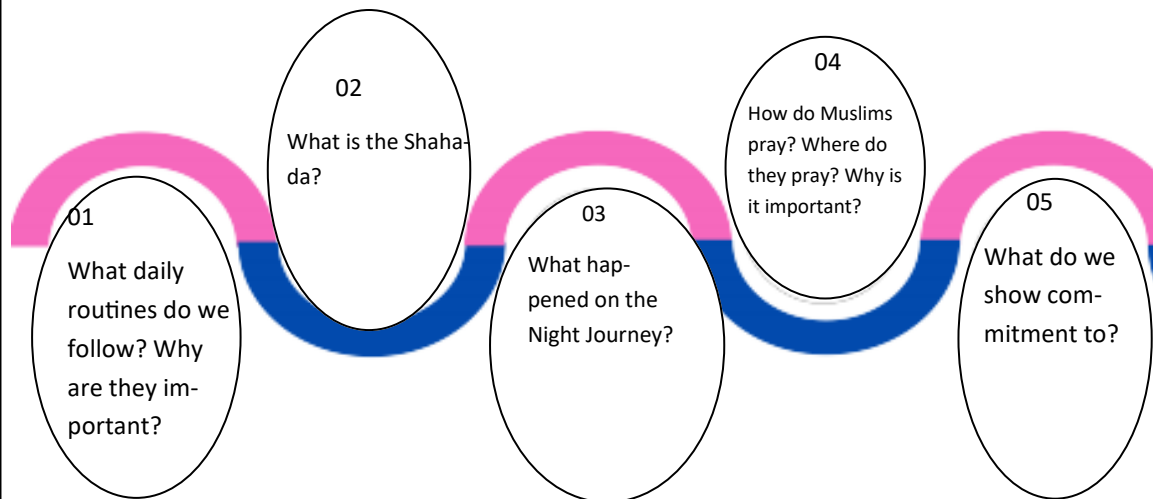 01
What daily
routines do we
follow? Why
are they im-
portant?
02
What is the Shaha-
da?
03
What hap-
pened on the
Night Journey?
04
How do Muslims
pray? Where do
they pray? Why is
it important?
05
What do we
show com-
mitment to?